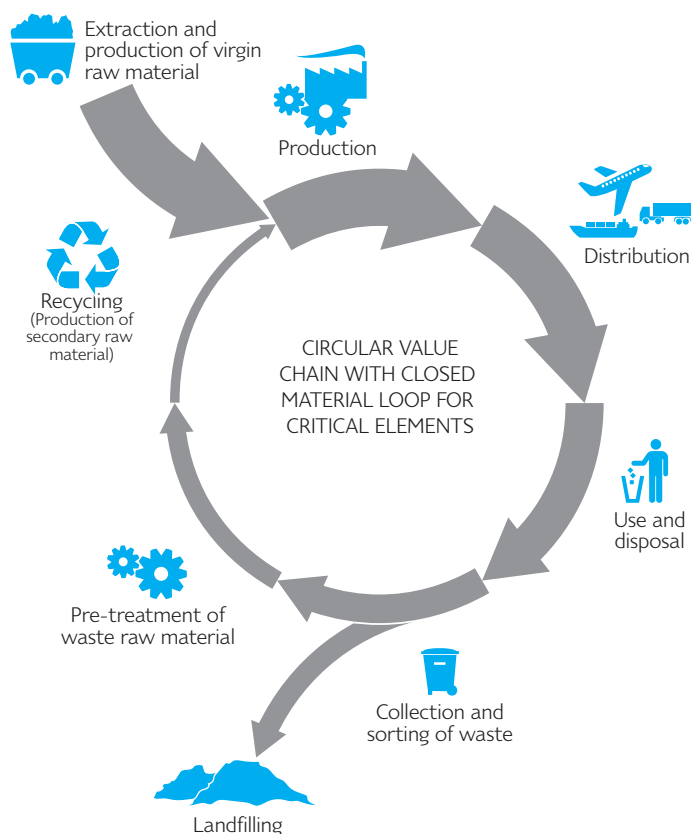 Extraction and
production of virgin
raw material
Production
Distribution
Recycling
(Production of
secondary raw
material)
CIRCULAR VALUE
CHAIN WITH CLOSED
MATERIAL LOOP FOR
CRITICAL ELEMENTS
Use and
disposal
Pre-treatment of
waste raw material
Collection and
sorting of waste
Landfilling